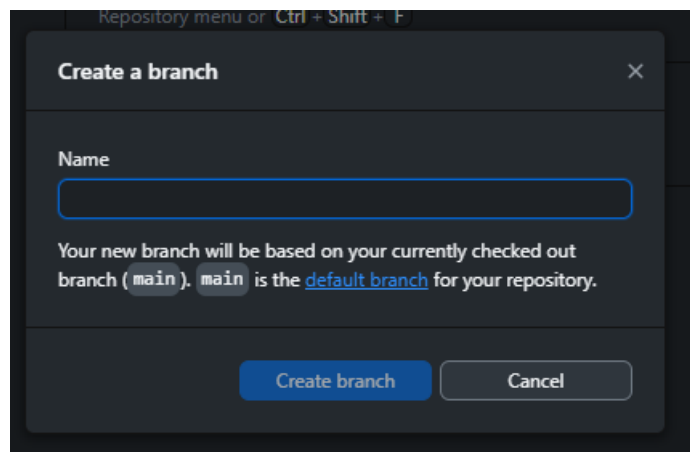 Repository menu or Ctrl + Shift + F
Create a branch
Name
Your new branch will be based on your currently checked out
branch (main). main is the default branch for your repository.
Create branch
Cancel